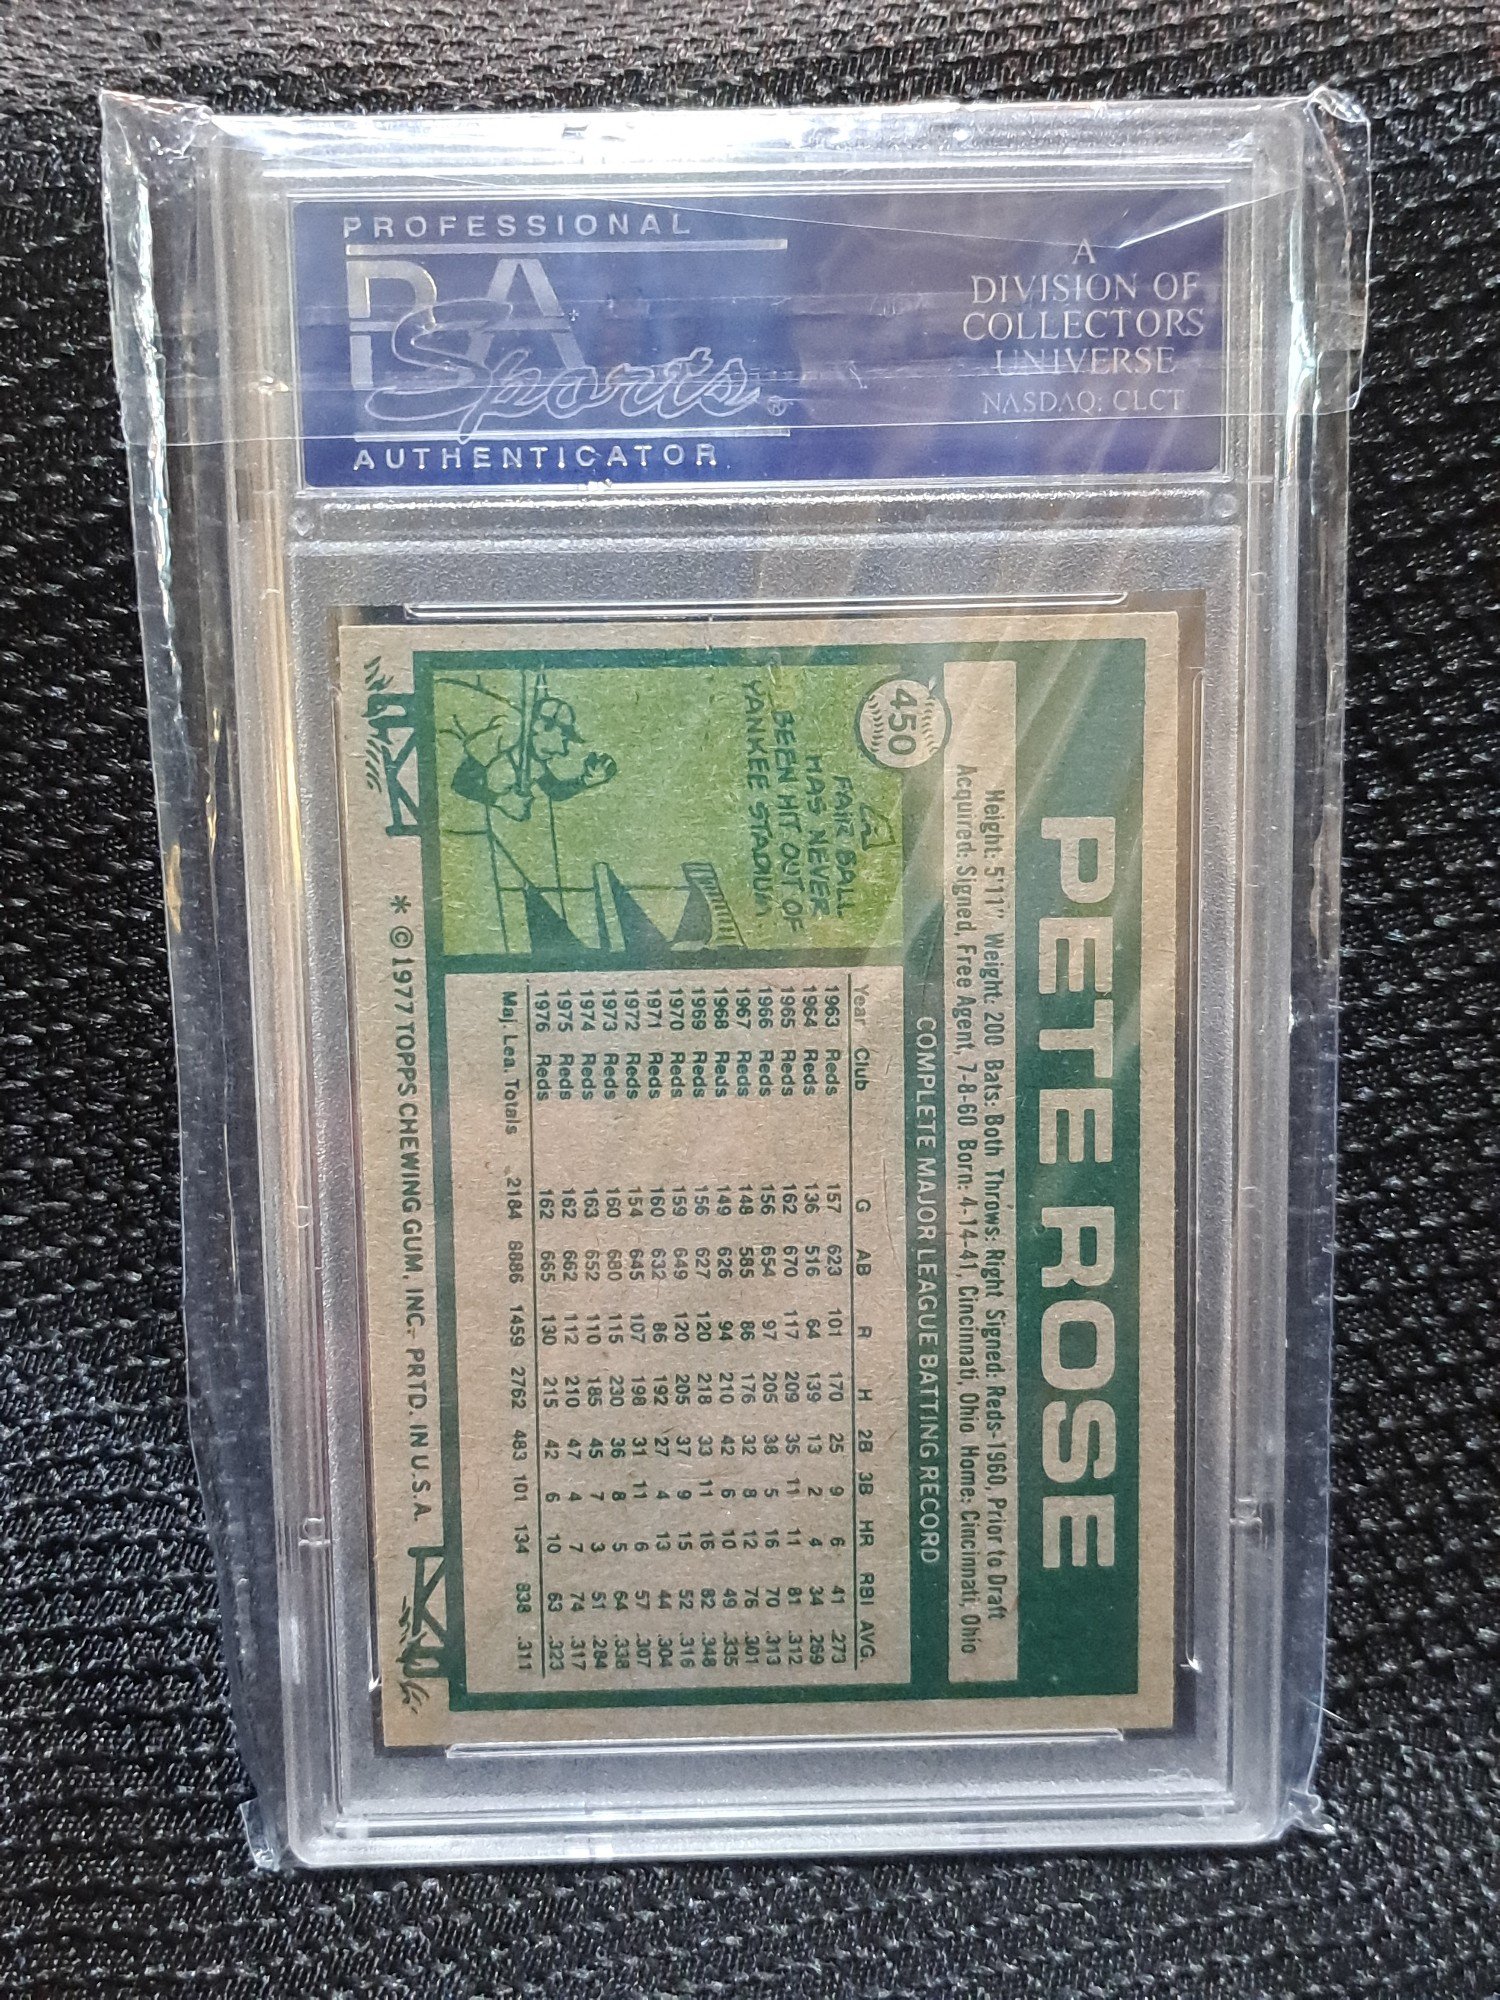 PROFESSIONAL
PSA
Sports®
AUTHENTICATOR
A
DIVISION OF
COLLECTORS
UNIVERSE
NASDAQ: CLCT
PETE ROSE
Height: 5'11" Weight: 200 Bats: Both Throws: Right Signed: Reds-1960, Prior to Draft
Acquired: Signed, Free Agent, 7-8-60 Born: 4-14-41, Cincinnati, Ohio Home: Cincinnati, Ohio
450
COMPLETE MAJOR LEAGUE BATTING RECORD
A
FAIR BALL
HAS NEVER
BEEN HIT OUT OF
YANKEE STADIUM.
Year Club G AB R H 2B 3B HR RBI AVG.
1963 Reds 157 623 101 170 25 9 6 41 .273
1964 Reds 136 516 64 139 13 2 4 34 .269
1965 Reds 162 670 117 209 35 11 11 81 .312
1966 Reds 156 654 97 205 38 5 16 70 .313
1967 Reds 148 585 86 176 32 8 12 76 .301
1968 Reds 149 626 94 210 42 6 10 49 .335
1969 Reds 156 627 120 218 33 11 16 82 .348
1970 Reds 159 649 120 205 37 9 15 52 .316
1971 Reds 160 632 86 192 27 4 13 44 .304
1972 Reds 154 645 107 198 31 11 6 57 .307
1973 Reds 160 680 115 230 36 8 5 64 .338
1974 Reds 163 652 110 185 45 7 3 51 .284
1975 Reds 162 662 112 210 47 4 7 74 .317
1976 Reds 162 665 130 215 42 6 10 63 .323
Maj. Lea. Totals 2184 8886 1459 2762 483 101 134 838 .311
* © 1977 TOPPS CHEWING GUM, INC. PRTD. IN U.S.A.